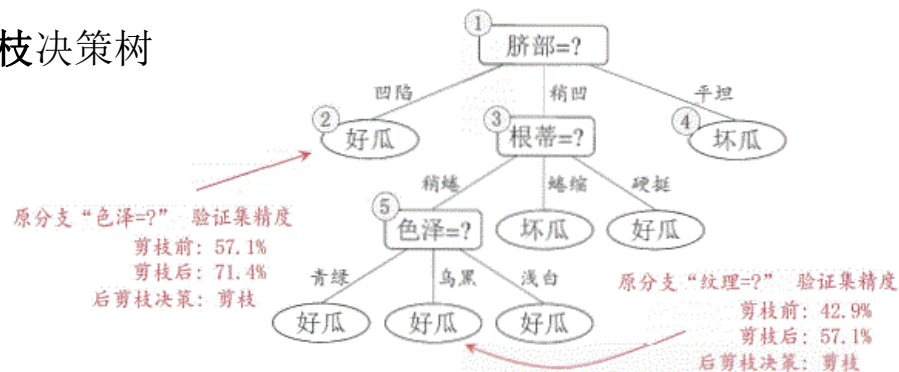 枝决策树
①
脐部=?
凹陷
稍凹
平坦
②
好瓜
③
根蒂=?
④
坏瓜
稍蜷
蜷缩
硬挺
⑤
色泽=?
坏瓜
好瓜
原分支“色泽=?” 验证集精度
剪枝前: 57.1%
剪枝后: 71.4%
后剪枝决策: 剪枝
青绿
乌黑
浅白
好瓜
好瓜
好瓜
原分支“纹理=?” 验证集精度
剪枝前: 42.9%
剪枝后: 57.1%
后剪枝决策: 剪枝